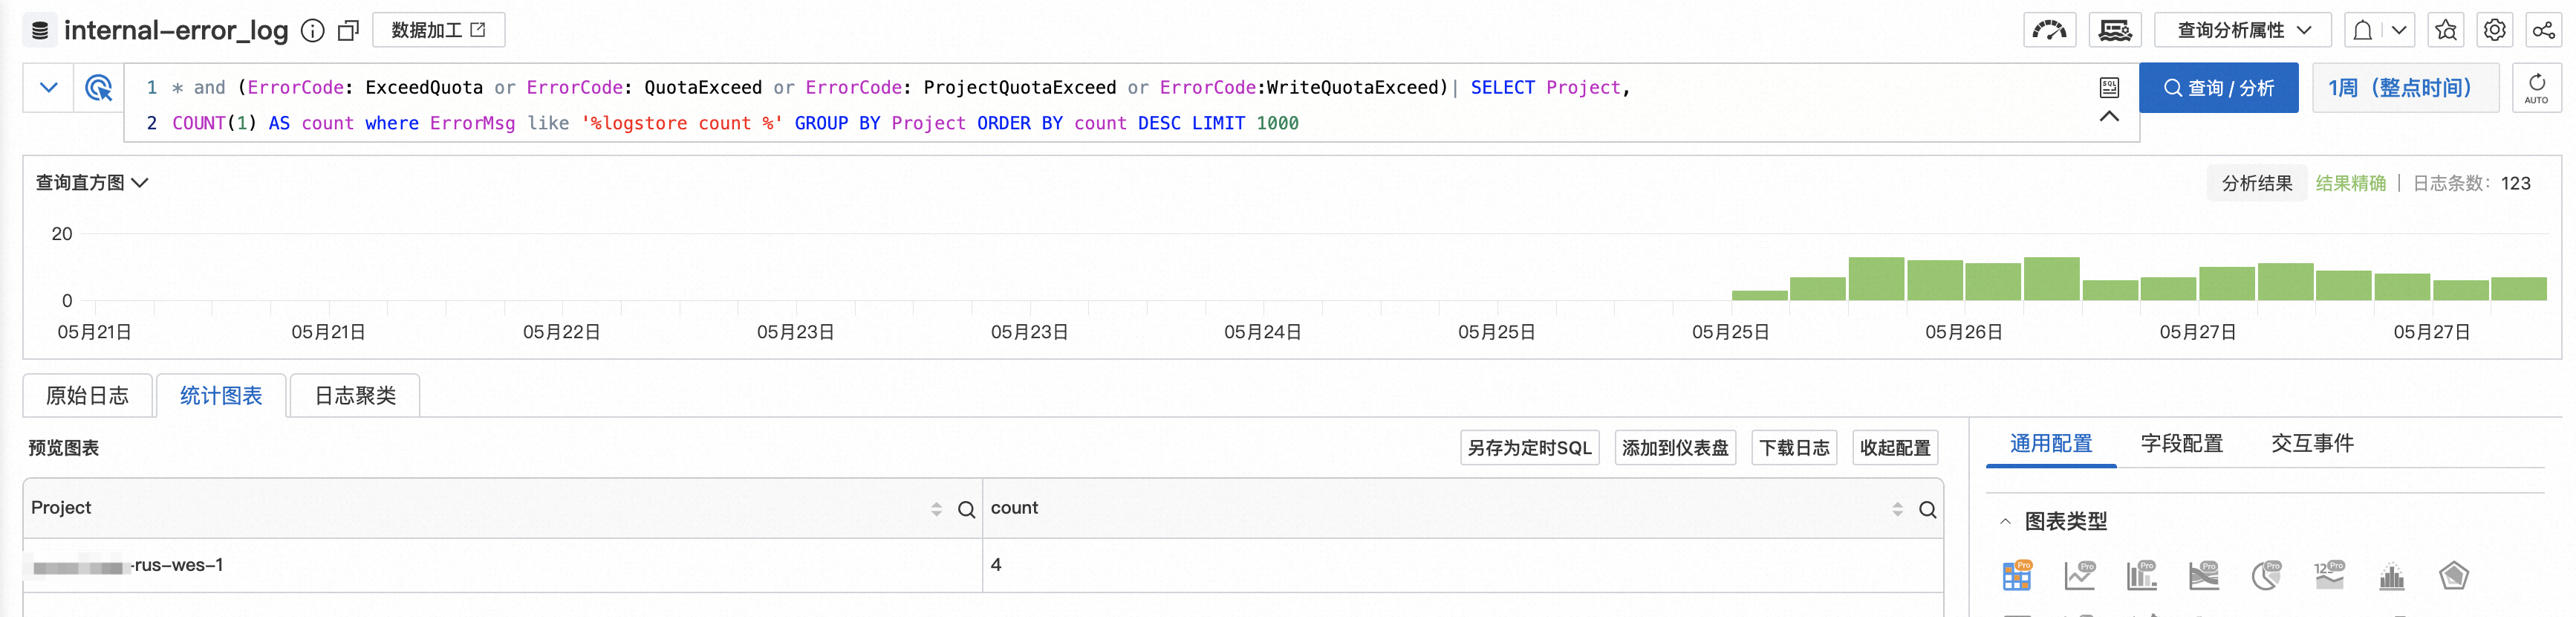 internal-error_log 数据加工 查询分析属性
1 * and (ErrorCode: ExceedQuota or ErrorCode: QuotaExceed or ErrorCode: ProjectQuotaExceed or ErrorCode:WriteQuotaExceed)| SELECT Project,
2 COUNT(1) AS count where ErrorMsg like '%logstore count %' GROUP BY Project ORDER BY count DESC LIMIT 1000
SQL
查询 / 分析
1周（整点时间）
AUTO
查询直方图 分析结果 结果精确 | 日志条数: 123
20
0
05月21日 05月21日 05月22日 05月23日 05月23日 05月24日 05月25日 05月25日 05月26日 05月27日 05月27日
原始日志 统计图表 日志聚类
预览图表 另存为定时SQL 添加到仪表盘 下载日志 收起配置
通用配置 字段配置 交互事件
Project count
-rus-wes-1 4
图表类型
Pro Pro Pro Pro Pro 123 Pro